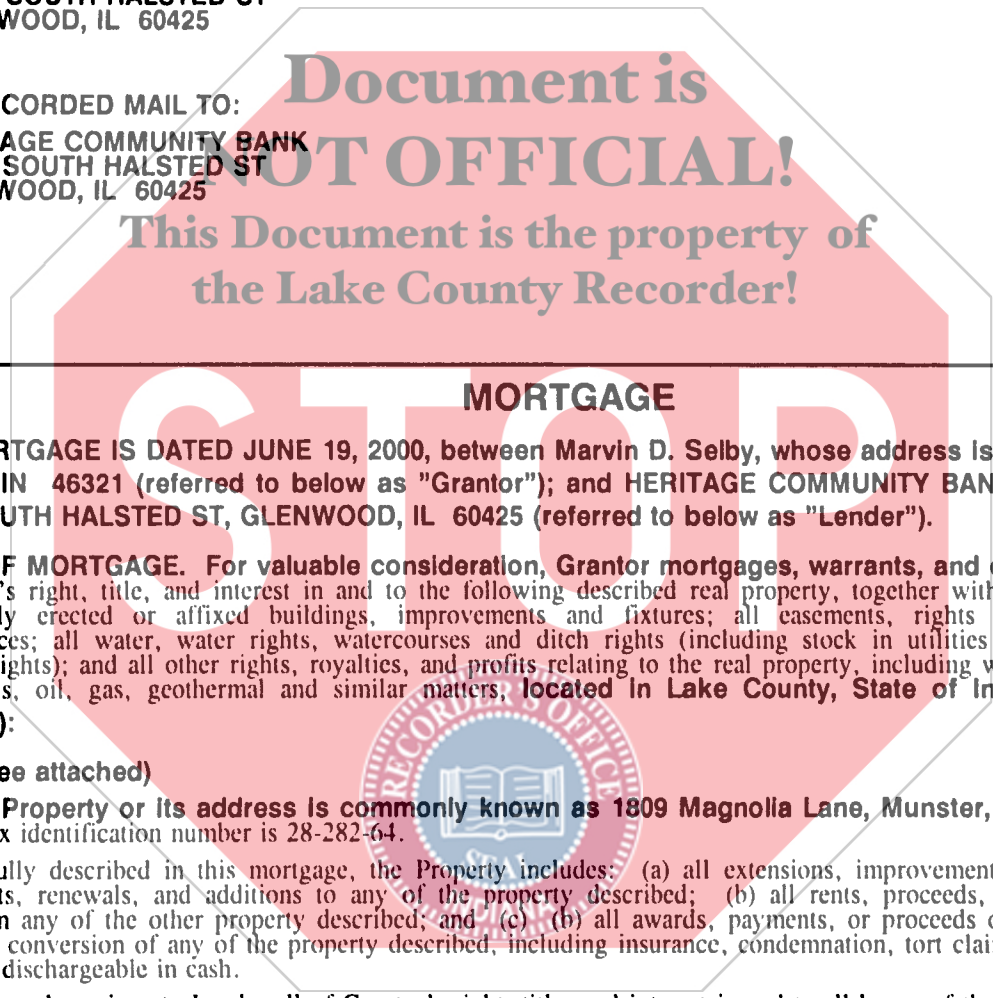 SOUTH HALSTED ST
WOOD, IL 60425
Document is
NOT OFFICIAL!
This Document is the property of
the Lake County Recorder!
CORDED MAIL TO:
AGE COMMUNITY BANK
SOUTH HALSTED ST
WOOD, IL 60425
STOP
MORTGAGE
RTGAGE IS DATED JUNE 19, 2000, between Marvin D. Selby, whose address is
IN 46321 (referred to below as "Grantor"); and HERITAGE COMMUNITY BAN
UTH HALSTED ST, GLENWOOD, IL 60425 (referred to below as "Lender").
F MORTGAGE. For valuable consideration, Grantor mortgages, warrants, and
's right, title, and interest in and to the following described real property, together with
ly erected or affixed buildings, improvements and fixtures; all easements, rights
ces; all water, water rights, watercourses and ditch rights (including stock in utilities
ights); and all other rights, royalties, and profits relating to the real property, including
s, oil, gas, geothermal and similar matters, located in Lake County, State of In
):
ee attached)
Property or its address is commonly known as 1809 Magnolia Lane, Munster,
x identification number is 28-282-64.
ully described in this mortgage, the Property includes: (a) all extensions, improvement
ts, renewals, and additions to any of the property described; (b) all rents, proceeds,
n any of the other property described; and (c) (b) all awards, payments, or proceeds
conversion of any of the property described, including insurance, condemnation, tort clai
dischargeable in cash.
RECORDER'S OFFICE
SEAL
INDIANA